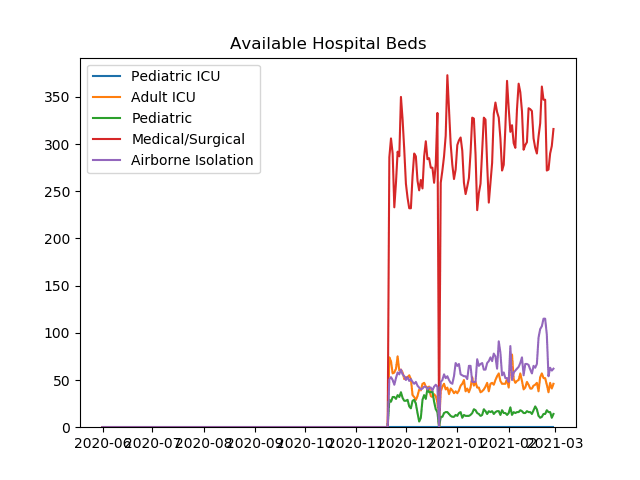 Available Hospital Beds
Pediatric ICU
Adult ICU
Pediatric
Medical/Surgical
Airborne Isolation
350
300
250
200
150
100
50
0
2020-06 2020-07 2020-08 2020-09 2020-10 2020-11 2020-12 2021-01 2021-02 2021-03